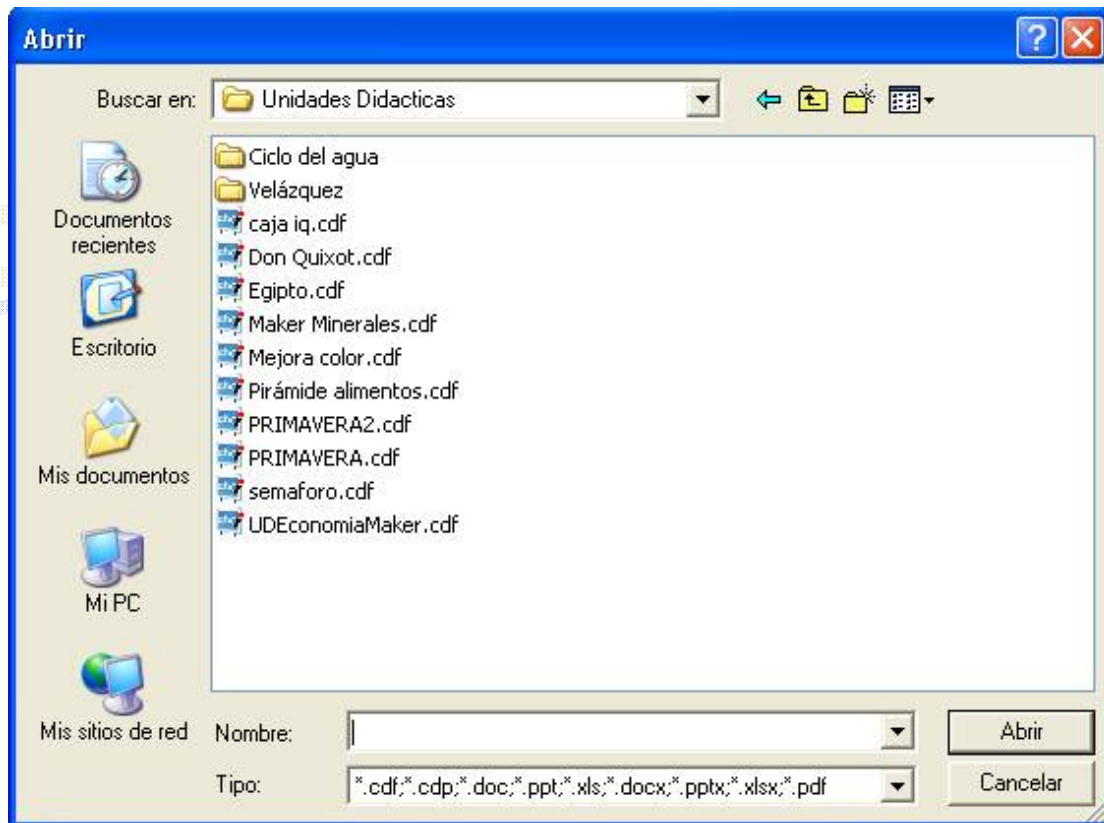 Abrir
Buscar en: Unidades Didacticas
Documentos recientes
Escritorio
Mis documentos
Mi PC
Mis sitios de red
Ciclo del agua
Velázquez
caja iq.cdf
Don Quixot.cdf
Egipto.cdf
Maker Minerales.cdf
Mejora color.cdf
Pirámide alimentos.cdf
PRIMAVERA2.cdf
PRIMAVERA.cdf
semaforo.cdf
UDEconomiaMaker.cdf
Nombre:
Abrir
Tipo: *.cdf;*.cdp;*.doc;*.ppt;*.xls;*.docx;*.pptx;*.xlsx;*.pdf
Cancelar